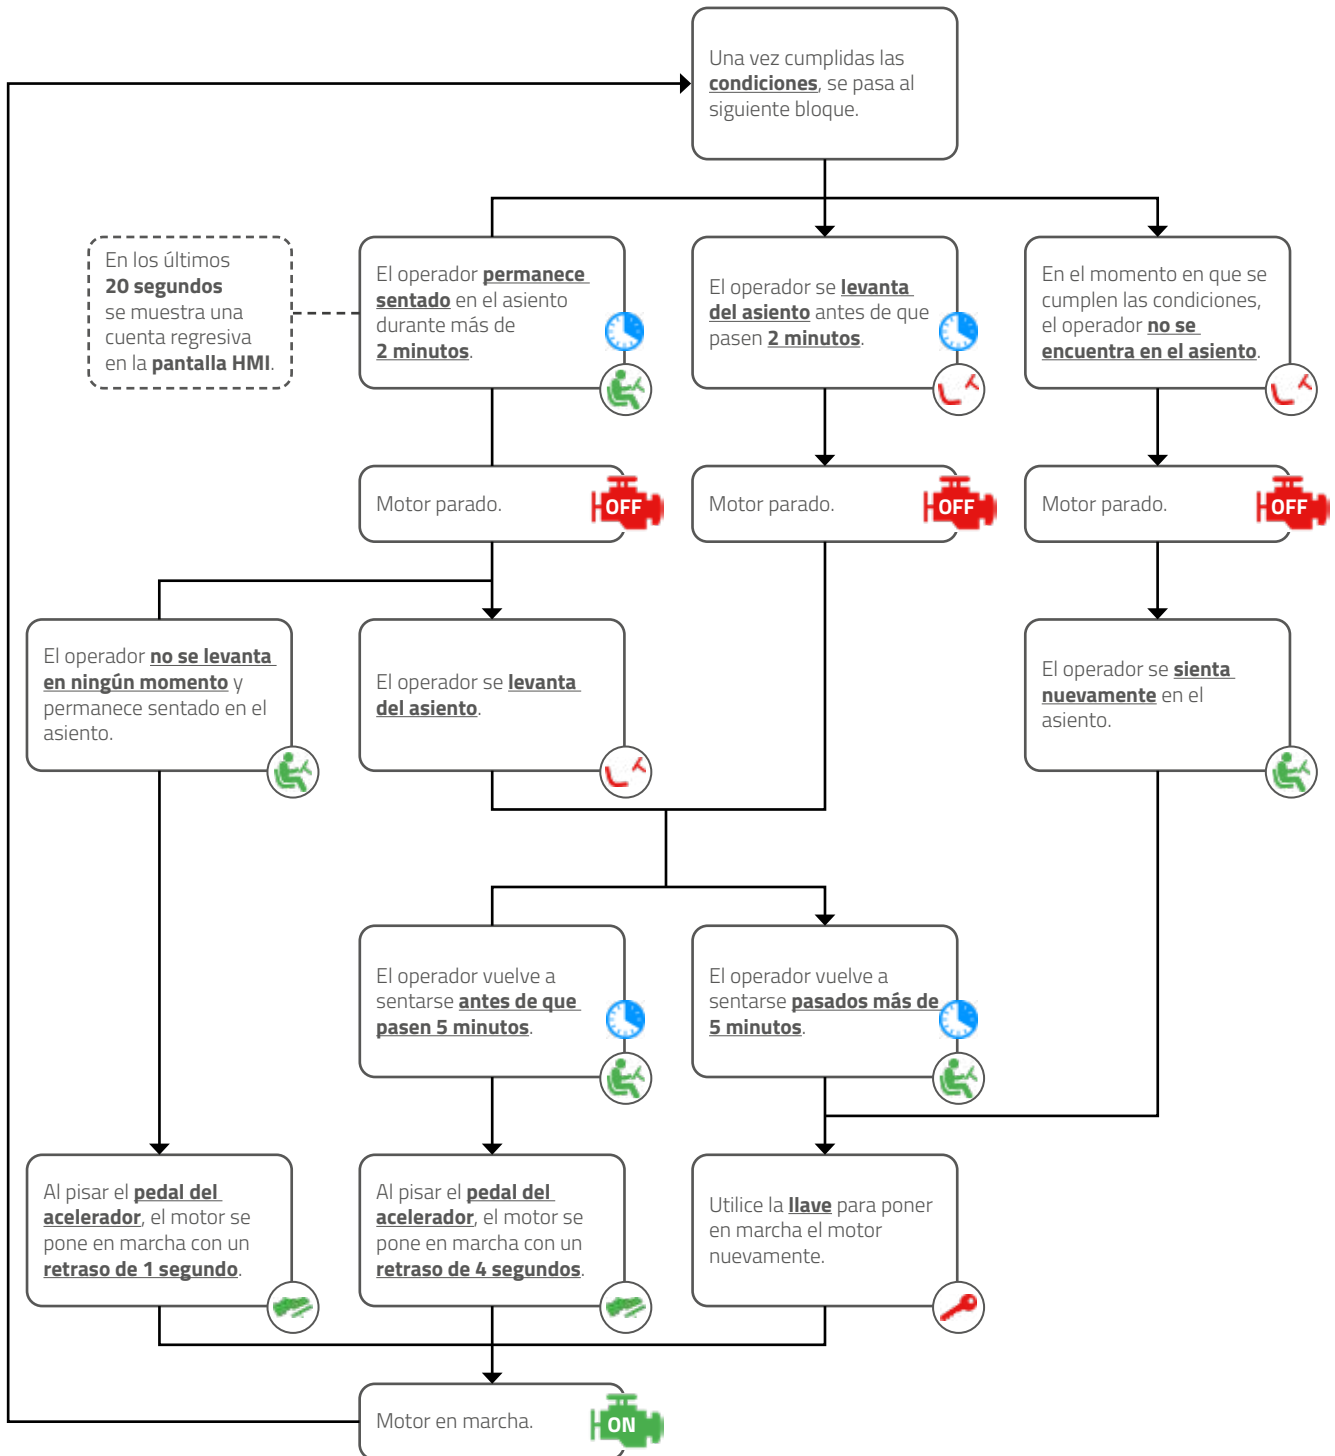 Una vez cumplidas las
condiciones, se pasa al
siguiente bloque.
En los últimos
20 segundos
se muestra una
cuenta regresiva
en la pantalla HMI.
El operador permanece
sentado en el asiento
durante más de
2 minutos.
El operador se levanta
del asiento antes de que
pasen 2 minutos.
En el momento en que se
cumplen las condiciones,
el operador no se
encuentra en el asiento.
Motor parado.
OFF
Motor parado.
OFF
Motor parado.
OFF
El operador no se levanta
en ningún momento y
permanece sentado en el
asiento.
El operador se levanta
del asiento.
El operador se sienta
nuevamente en el
asiento.
El operador vuelve a
sentarse antes de que
pasen 5 minutos.
El operador vuelve a
sentarse pasados más de
5 minutos.
Al pisar el pedal del
acelerador, el motor se
pone en marcha con un
retraso de 1 segundo.
Al pisar el pedal del
acelerador, el motor se
pone en marcha con un
retraso de 4 segundos.
Utilice la llave para poner
en marcha el motor
nuevamente.
Motor en marcha.
ON